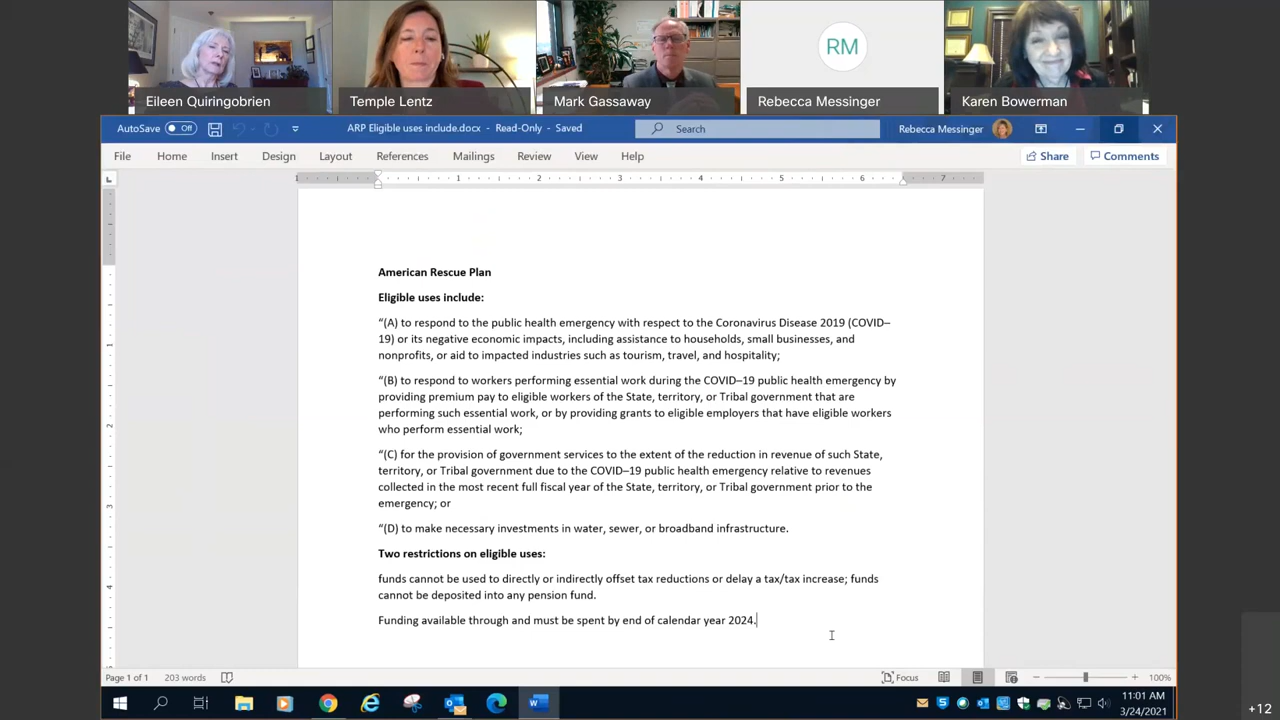 Eileen Quiringobrien
Temple Lentz
Mark Gassaway
RM
Rebecca Messinger
Karen Bowerman
AutoSave Off
ARP Eligible uses include.docx - Read-Only - Saved
Search
Rebecca Messinger
File Home Insert Design Layout References Mailings Review View Help
Share Comments
1 1 2 3 4 5 6 7
American Rescue Plan
Eligible uses include:
“(A) to respond to the public health emergency with respect to the Coronavirus Disease 2019 (COVID–
19) or its negative economic impacts, including assistance to households, small businesses, and
nonprofits, or aid to impacted industries such as tourism, travel, and hospitality;
“(B) to respond to workers performing essential work during the COVID–19 public health emergency by
providing premium pay to eligible workers of the State, territory, or Tribal government that are
performing such essential work, or by providing grants to eligible employers that have eligible workers
who perform essential work;
“(C) for the provision of government services to the extent of the reduction in revenue of such State,
territory, or Tribal government due to the COVID–19 public health emergency relative to revenues
collected in the most recent full fiscal year of the State, territory, or Tribal government prior to the
emergency; or
“(D) to make necessary investments in water, sewer, or broadband infrastructure.
Two restrictions on eligible uses:
funds cannot be used to directly or indirectly offset tax reductions or delay a tax/tax increase; funds
cannot be deposited into any pension fund.
Funding available through and must be spent by end of calendar year 2024.
1
2
3
4
Page 1 of 1 203 words
Focus
100%
11:01 AM
3/24/2021
+12